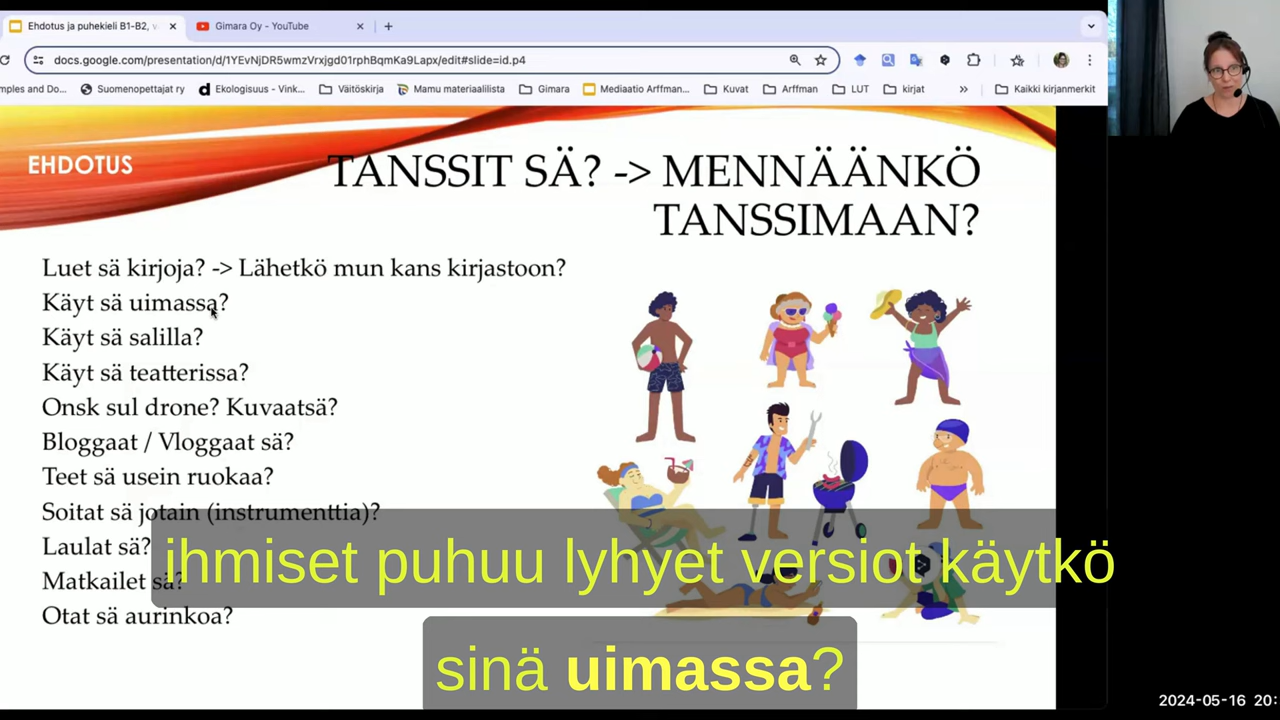 Ehdotus ja puhekieli B1-B2, v
Gimara Oy - YouTube
docs.google.com/presentation/d/1YEvNjDR5wmzVrxjgd01rphBqmKa9Lapx/edit#slide=id.p4
mples and Do...
Suomenopettajat ry
Ekologisuus - Vink...
Väitöskirja
Mamu materiaalilista
Gimara
Mediaatio Arffman...
Kuvat
Arffman
LUT
kirjat
»
Kaikki kirjanmerkit
EHDOTUS
TANSSIT SÄ? -> MENNÄÄNKÖ
TANSSIMAAN?
Luet sä kirjoja? -> Lähetkö mun kans kirjastoon?
Käyt sä uimassa?
Käyt sä salilla?
Käyt sä teatterissa?
Onsk sul drone? Kuvaatsä?
Bloggaat / Vloggaat sä?
Teet sä usein ruokaa?
Soitat sä jotain (instrumenttia)?
Laulat sä?
Matkailet sä?
Otat sä aurinkoa?
ihmiset puhuu lyhyet versiot käytkö
sinä uimassa?
2024-05-16 20: